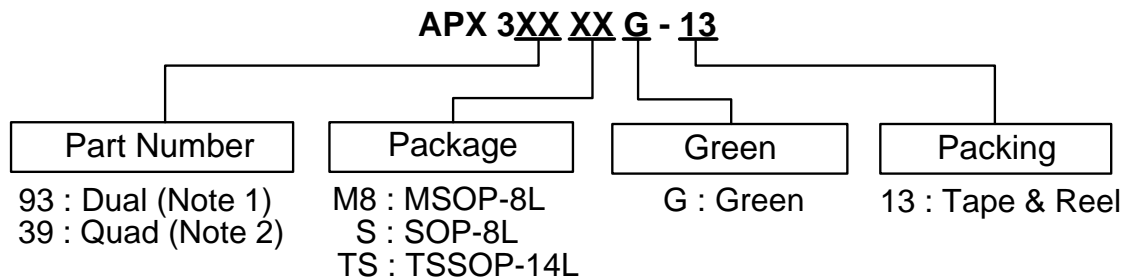 APX 3XX XX G - 13
Part Number
93 : Dual (Note 1)
39 : Quad (Note 2)
Package
M8 : MSOP-8L
S : SOP-8L
TS : TSSOP-14L
Green
G : Green
Packing
13 : Tape & Reel